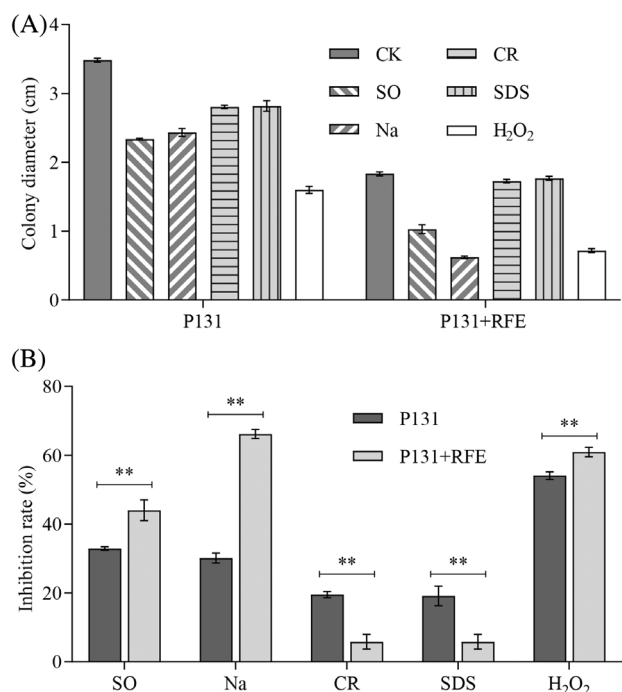 (A)
4
3
2
1
0
Colony diameter (cm)
CK
CR
SO
SDS
Na
H₂O₂
P131
P131+RFE
(B)
80
60
40
20
0
Inhibition rate (%)
P131
P131+RFE
**
**
**
**
**
SO
Na
CR
SDS
H₂O₂